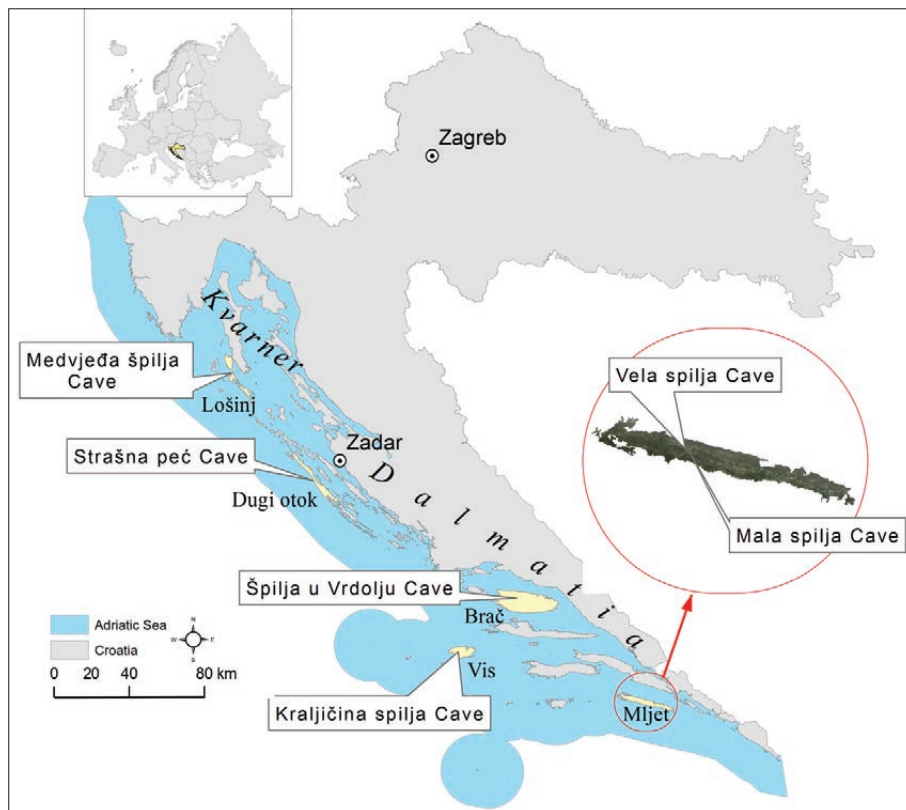 Zagreb
Kvarner
Medvjeđa špilja
Cave
Lošinj
Zadar
Strašna peć Cave
Dugi otok
Dalmatia
Vela spilja Cave
Mala spilja Cave
Špilja u Vrdolju Cave
Brač
Adriatic Sea
Croatia
N
W E
S
0 20 40 80 km
Vis
Kraljičina spilja Cave
Mljet